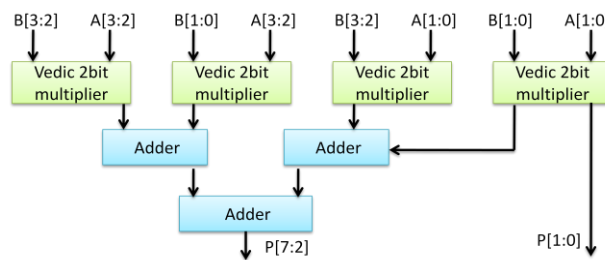 B[3:2] A[3:2] B[1:0] A[3:2] B[3:2] A[1:0] B[1:0] A[1:0
Vedic 2bit multiplier
Vedic 2bit multiplier
Vedic 2bit multiplier
Vedic 2bit multiplier
Adder
Adder
Adder
P[7:2]
P[1:0]